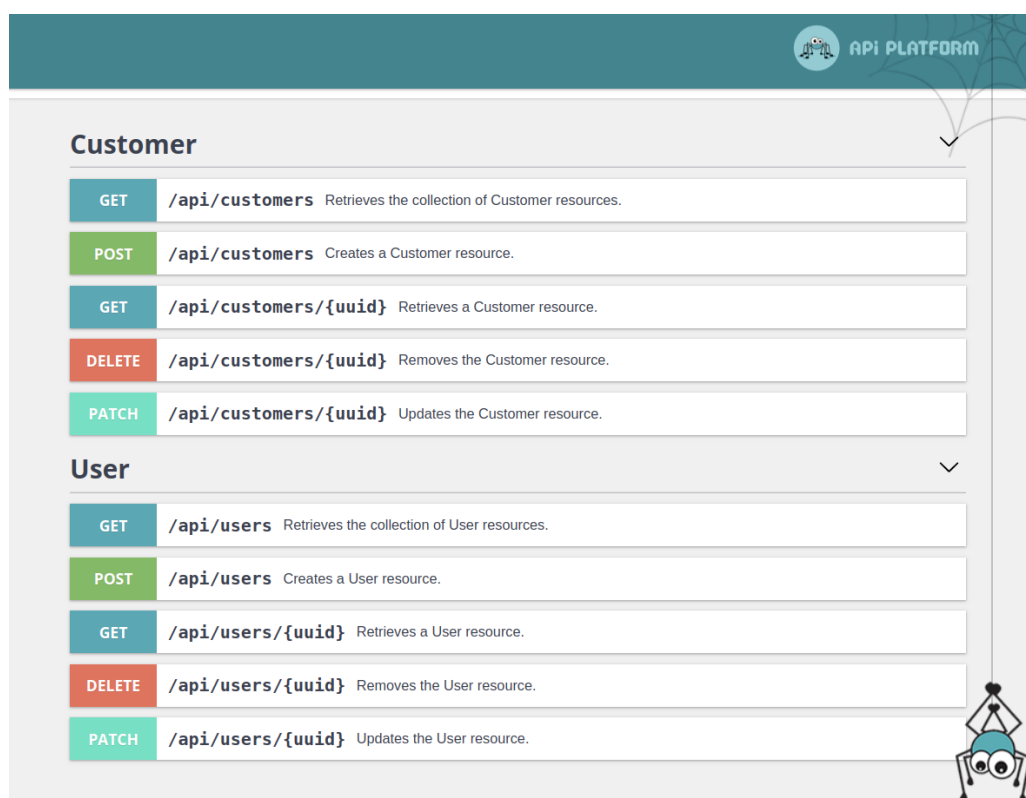 APi PLATFORM
Customer
GET /api/customers Retrieves the collection of Customer resources.
POST /api/customers Creates a Customer resource.
GET /api/customers/{uuid} Retrieves a Customer resource.
DELETE /api/customers/{uuid} Removes the Customer resource.
PATCH /api/customers/{uuid} Updates the Customer resource.
User
GET /api/users Retrieves the collection of User resources.
POST /api/users Creates a User resource.
GET /api/users/{uuid} Retrieves a User resource.
DELETE /api/users/{uuid} Removes the User resource.
PATCH /api/users/{uuid} Updates the User resource.